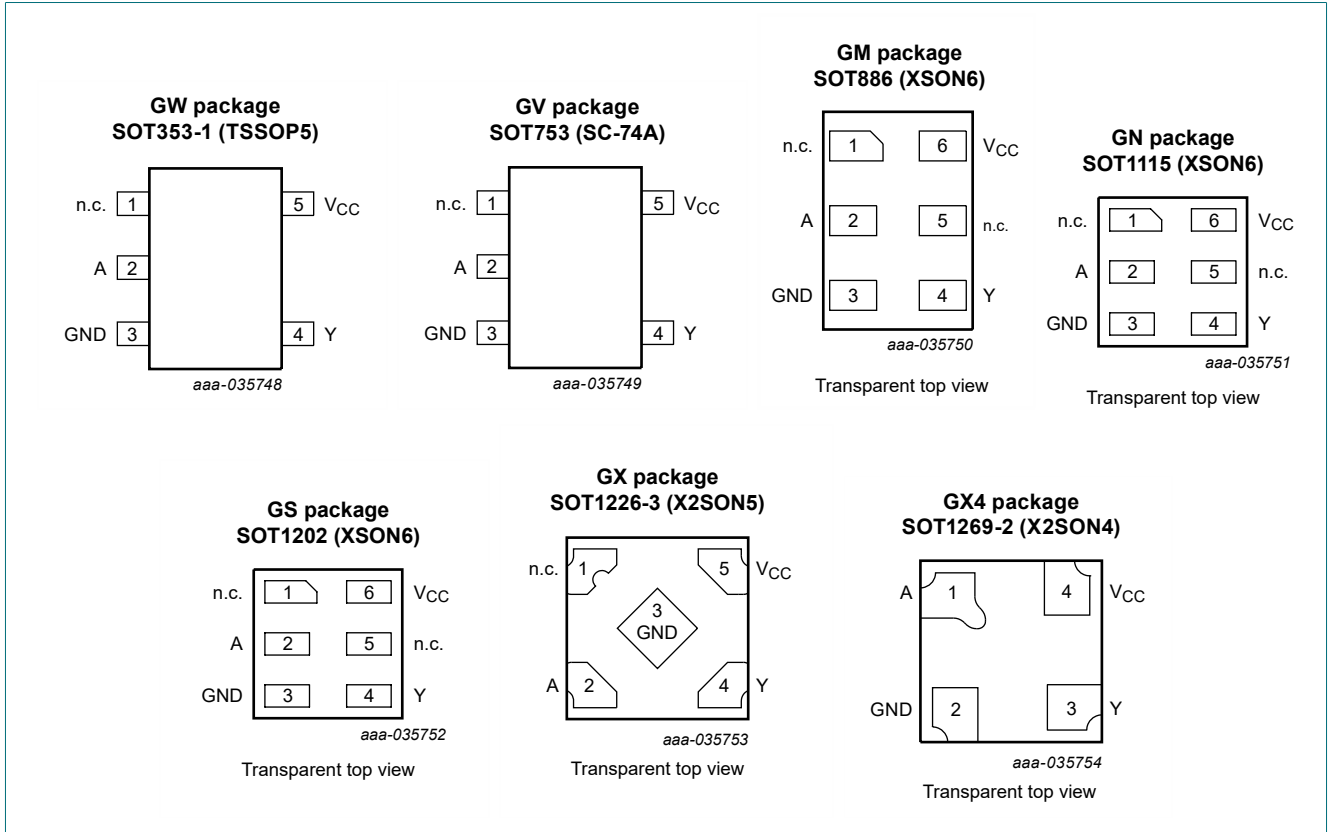 GW package
SOT353-1 (TSSOP5)
n.c. 1
5 VCC
A 2
GND 3
4 Y
aaa-035748
GV package
SOT753 (SC-74A)
n.c. 1
5 VCC
A 2
GND 3
4 Y
aaa-035749
GM package
SOT886 (XSON6)
n.c. 1 6 VCC
A 2 5 n.c.
GND 3 4 Y
aaa-035750
Transparent top view
GN package
SOT1115 (XSON6)
n.c. 1 6 VCC
A 2 5 n.c.
GND 3 4 Y
aaa-035751
Transparent top view
GS package
SOT1202 (XSON6)
n.c. 1 6 VCC
A 2 5 n.c.
GND 3 4 Y
aaa-035752
Transparent top view
GX package
SOT1226-3 (X2SON5)
n.c. 1 5 VCC
3
GND
A 2 4 Y
aaa-035753
Transparent top view
GX4 package
SOT1269-2 (X2SON4)
A 1 4 VCC
GND 2 3 Y
aaa-035754
Transparent top view